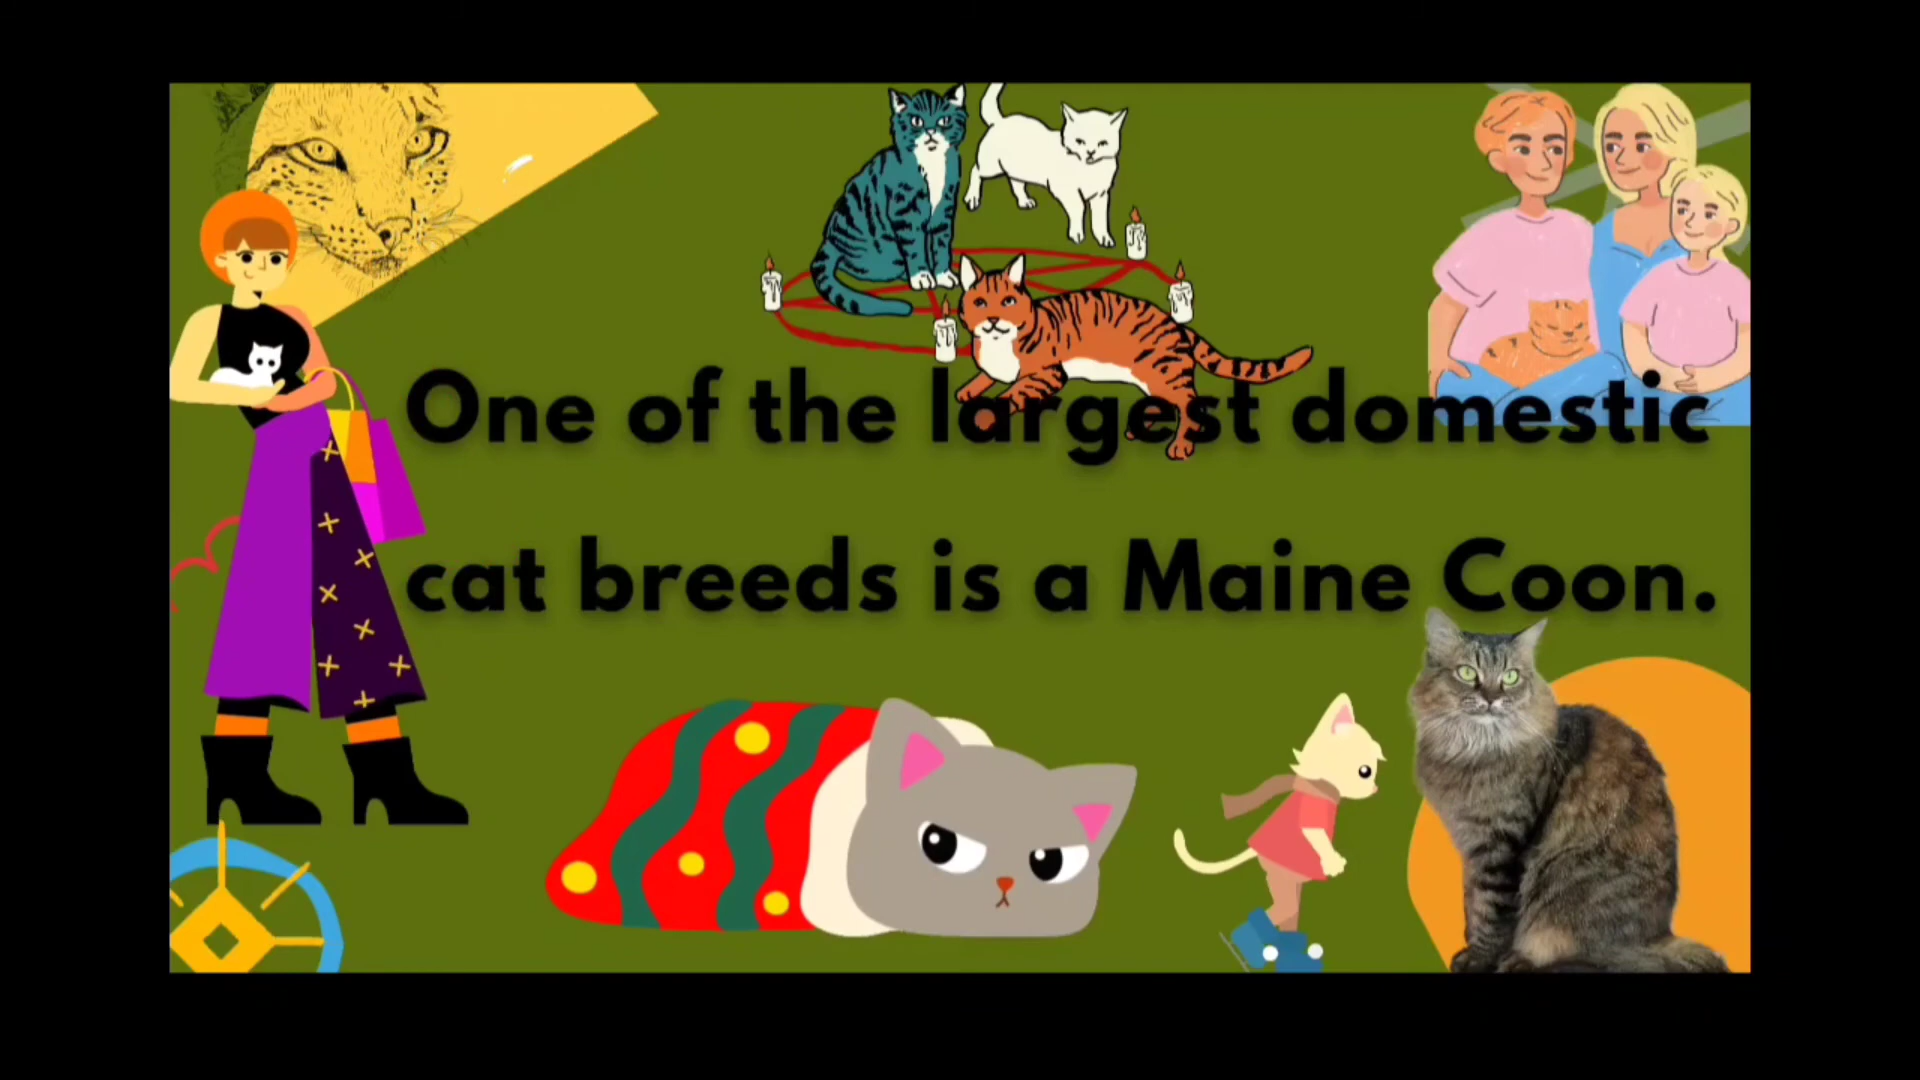 One of the largest domestic
cat breeds is a Maine Coon.